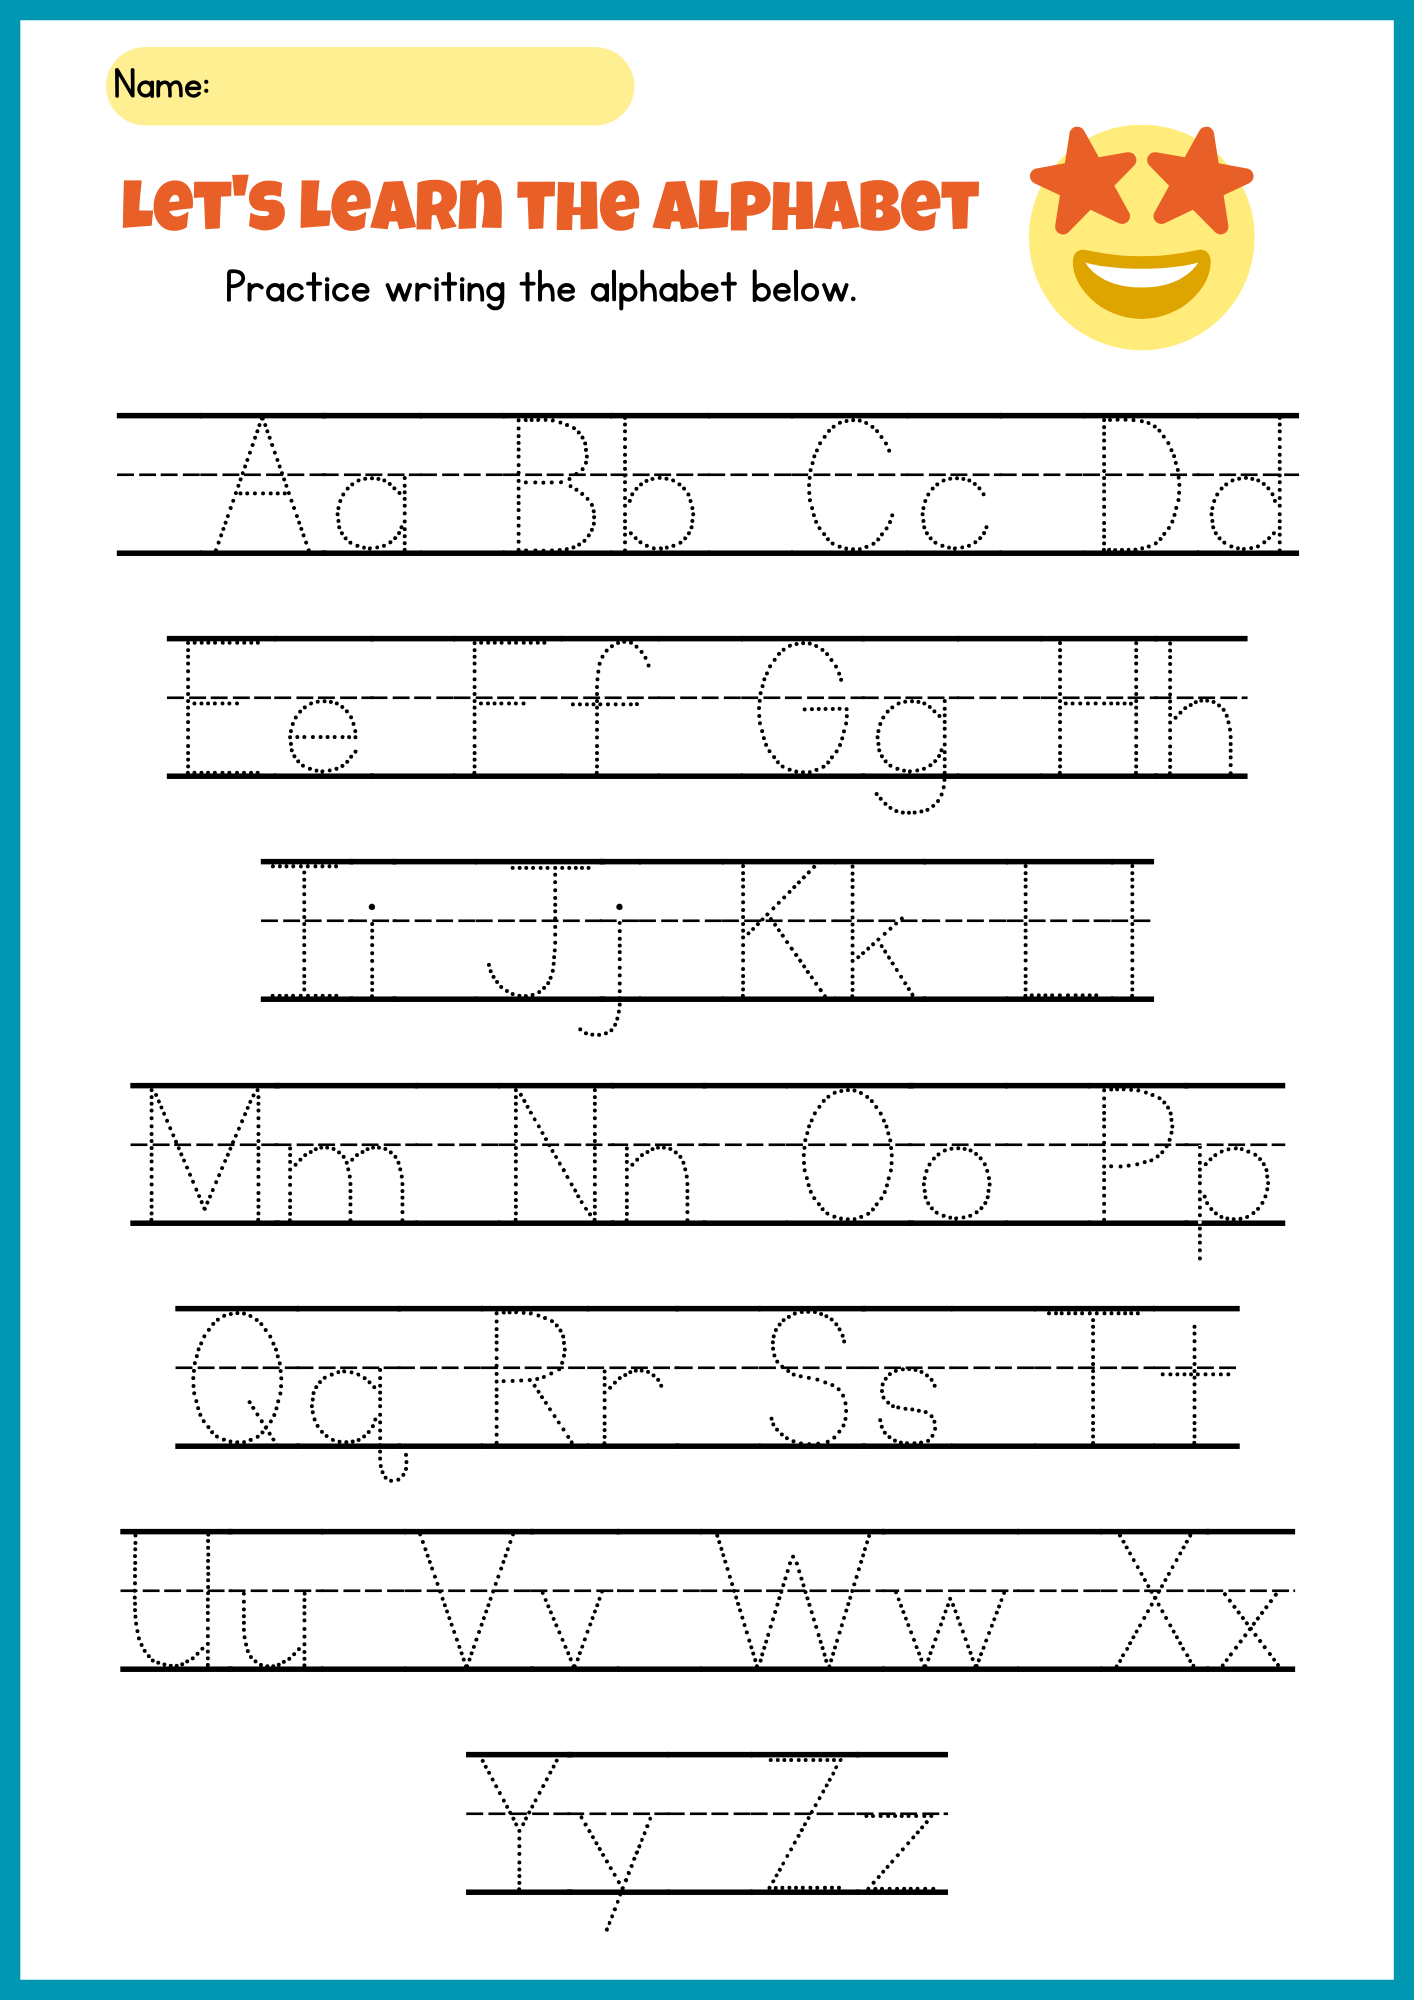 Name:
Let's Learn the Alphabet
Practice writing the alphabet below.
Aa Bb Cc Dd
Ee Ff Gg Hh
Ii Jj Kk Ll
Mm Nn Oo Pp
Qq Rr Ss Tt
Uu Vv Ww Xx
Yy Zz